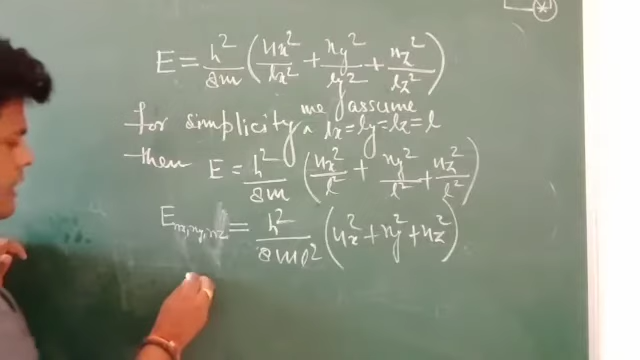 E = h²/8m (nx²/lx² + ny²/ly² + nz²/lz²)
for simplicity we assume lx=ly=lz=l
then E = h²/8m (nx²/l² + ny²/l² + nz²/l²)
Enx,ny,nz = h²/8ml² (nx²+ny²+nz²)